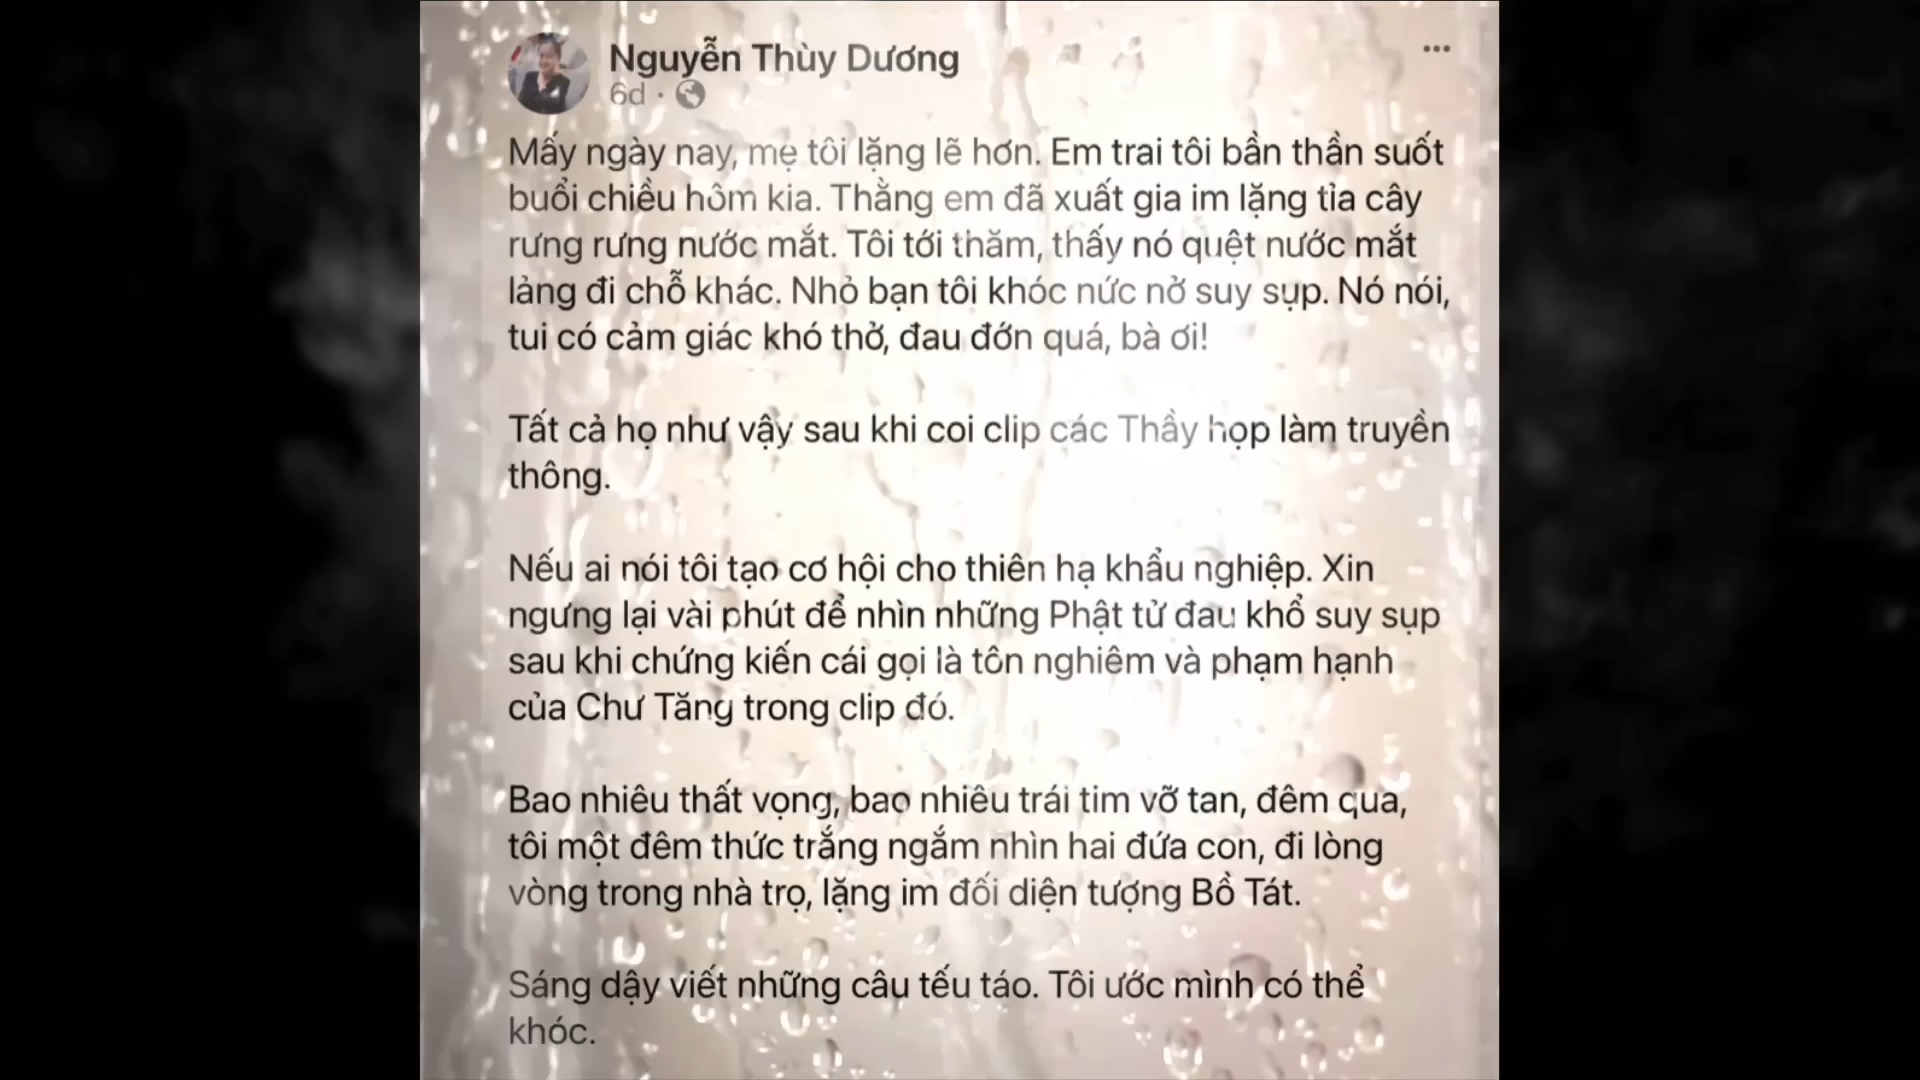 Nguyễn Thùy Dương
6d ·
Mấy ngày nay, mẹ tôi lặng lẽ hơn. Em trai tôi bần thần suốt
buổi chiều hôm kia. Thằng em đã xuất gia im lặng tỉa cây
rưng rưng nước mắt. Tôi tới thăm, thấy nó quệt nước mắt
lảng đi chỗ khác. Nhỏ bạn tôi khóc nức nở suy sụp. Nó nói,
tui có cảm giác khó thở, đau đớn quá, bà ơi!
Tất cả họ như vậy sau khi coi clip các Thầy họp làm truyền
thông.
Nếu ai nói tôi tạo cơ hội cho thiên hạ khẩu nghiệp. Xin
ngưng lại vài phút để nhìn những Phật tử đau khổ suy sụp
sau khi chứng kiến cái gọi là tôn nghiêm và phạm hạnh
của Chư Tăng trong clip đó.
Bao nhiêu thất vọng, bao nhiêu trái tim vỡ tan, đêm qua,
tôi một đêm thức trắng ngắm nhìn hai đứa con, đi lòng
vòng trong nhà trọ, lặng im đối diện tượng Bồ Tát.
Sáng dậy viết những câu tếu táo. Tôi ước mình có thể
khóc.